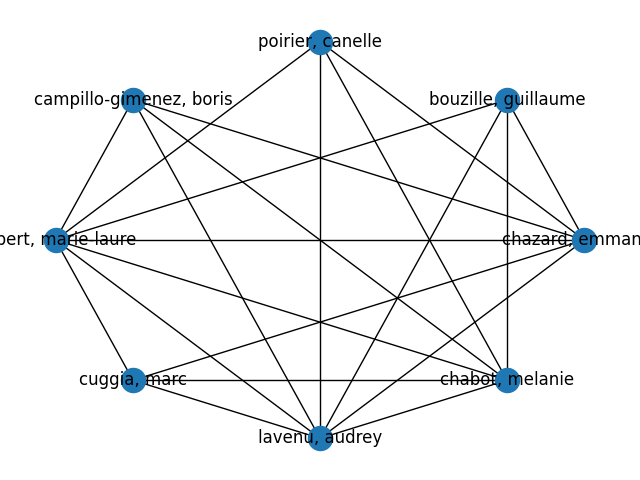 poirier, canelle
campillo-gimenez, boris
bouzille, guillaume
bert, marie-laure
chazard, emman
cuggia, marc
chabot, melanie
lavenu, audrey